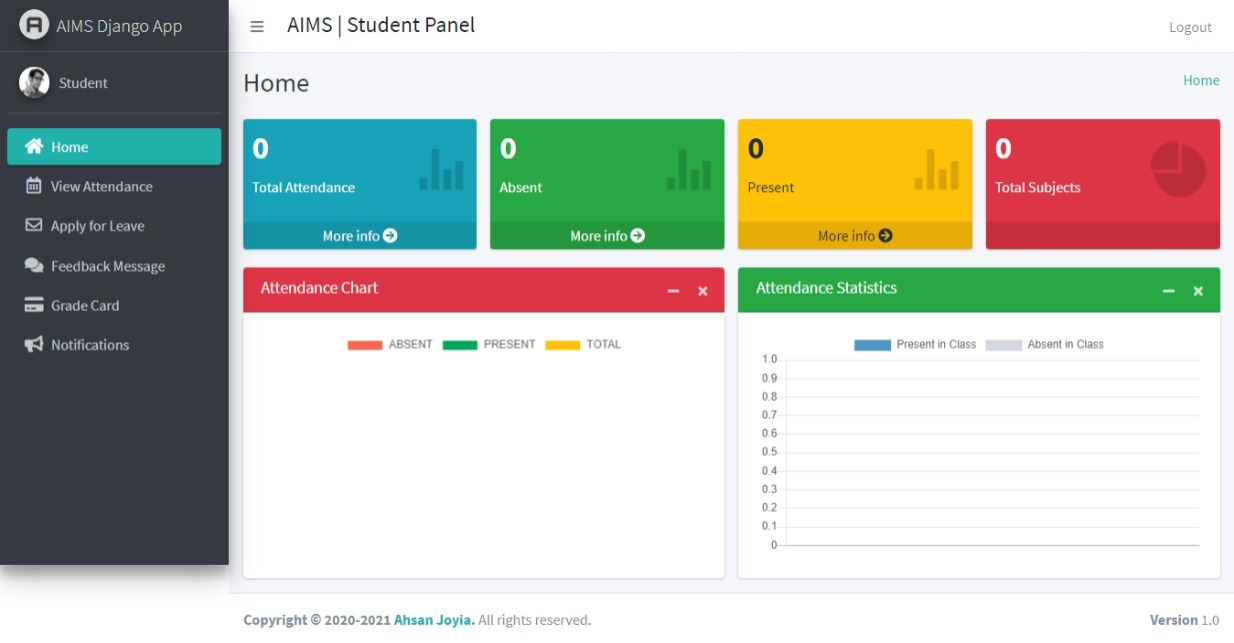 AIMS Django App
AIMS | Student Panel
Logout
Student
Home
View Attendance
Apply for Leave
Feedback Message
Grade Card
Notifications
Home
Home
0
Total Attendance
More info
0
Absent
More info
0
Present
More info
0
Total Subjects
Attendance Chart
ABSENT PRESENT TOTAL
Attendance Statistics
Present in Class Absent in Class
1.0
0.9
0.8
0.7
0.6
0.5
0.4
0.3
0.2
0.1
0
Copyright © 2020-2021 Ahsan Joyia. All rights reserved.
Version 1.0